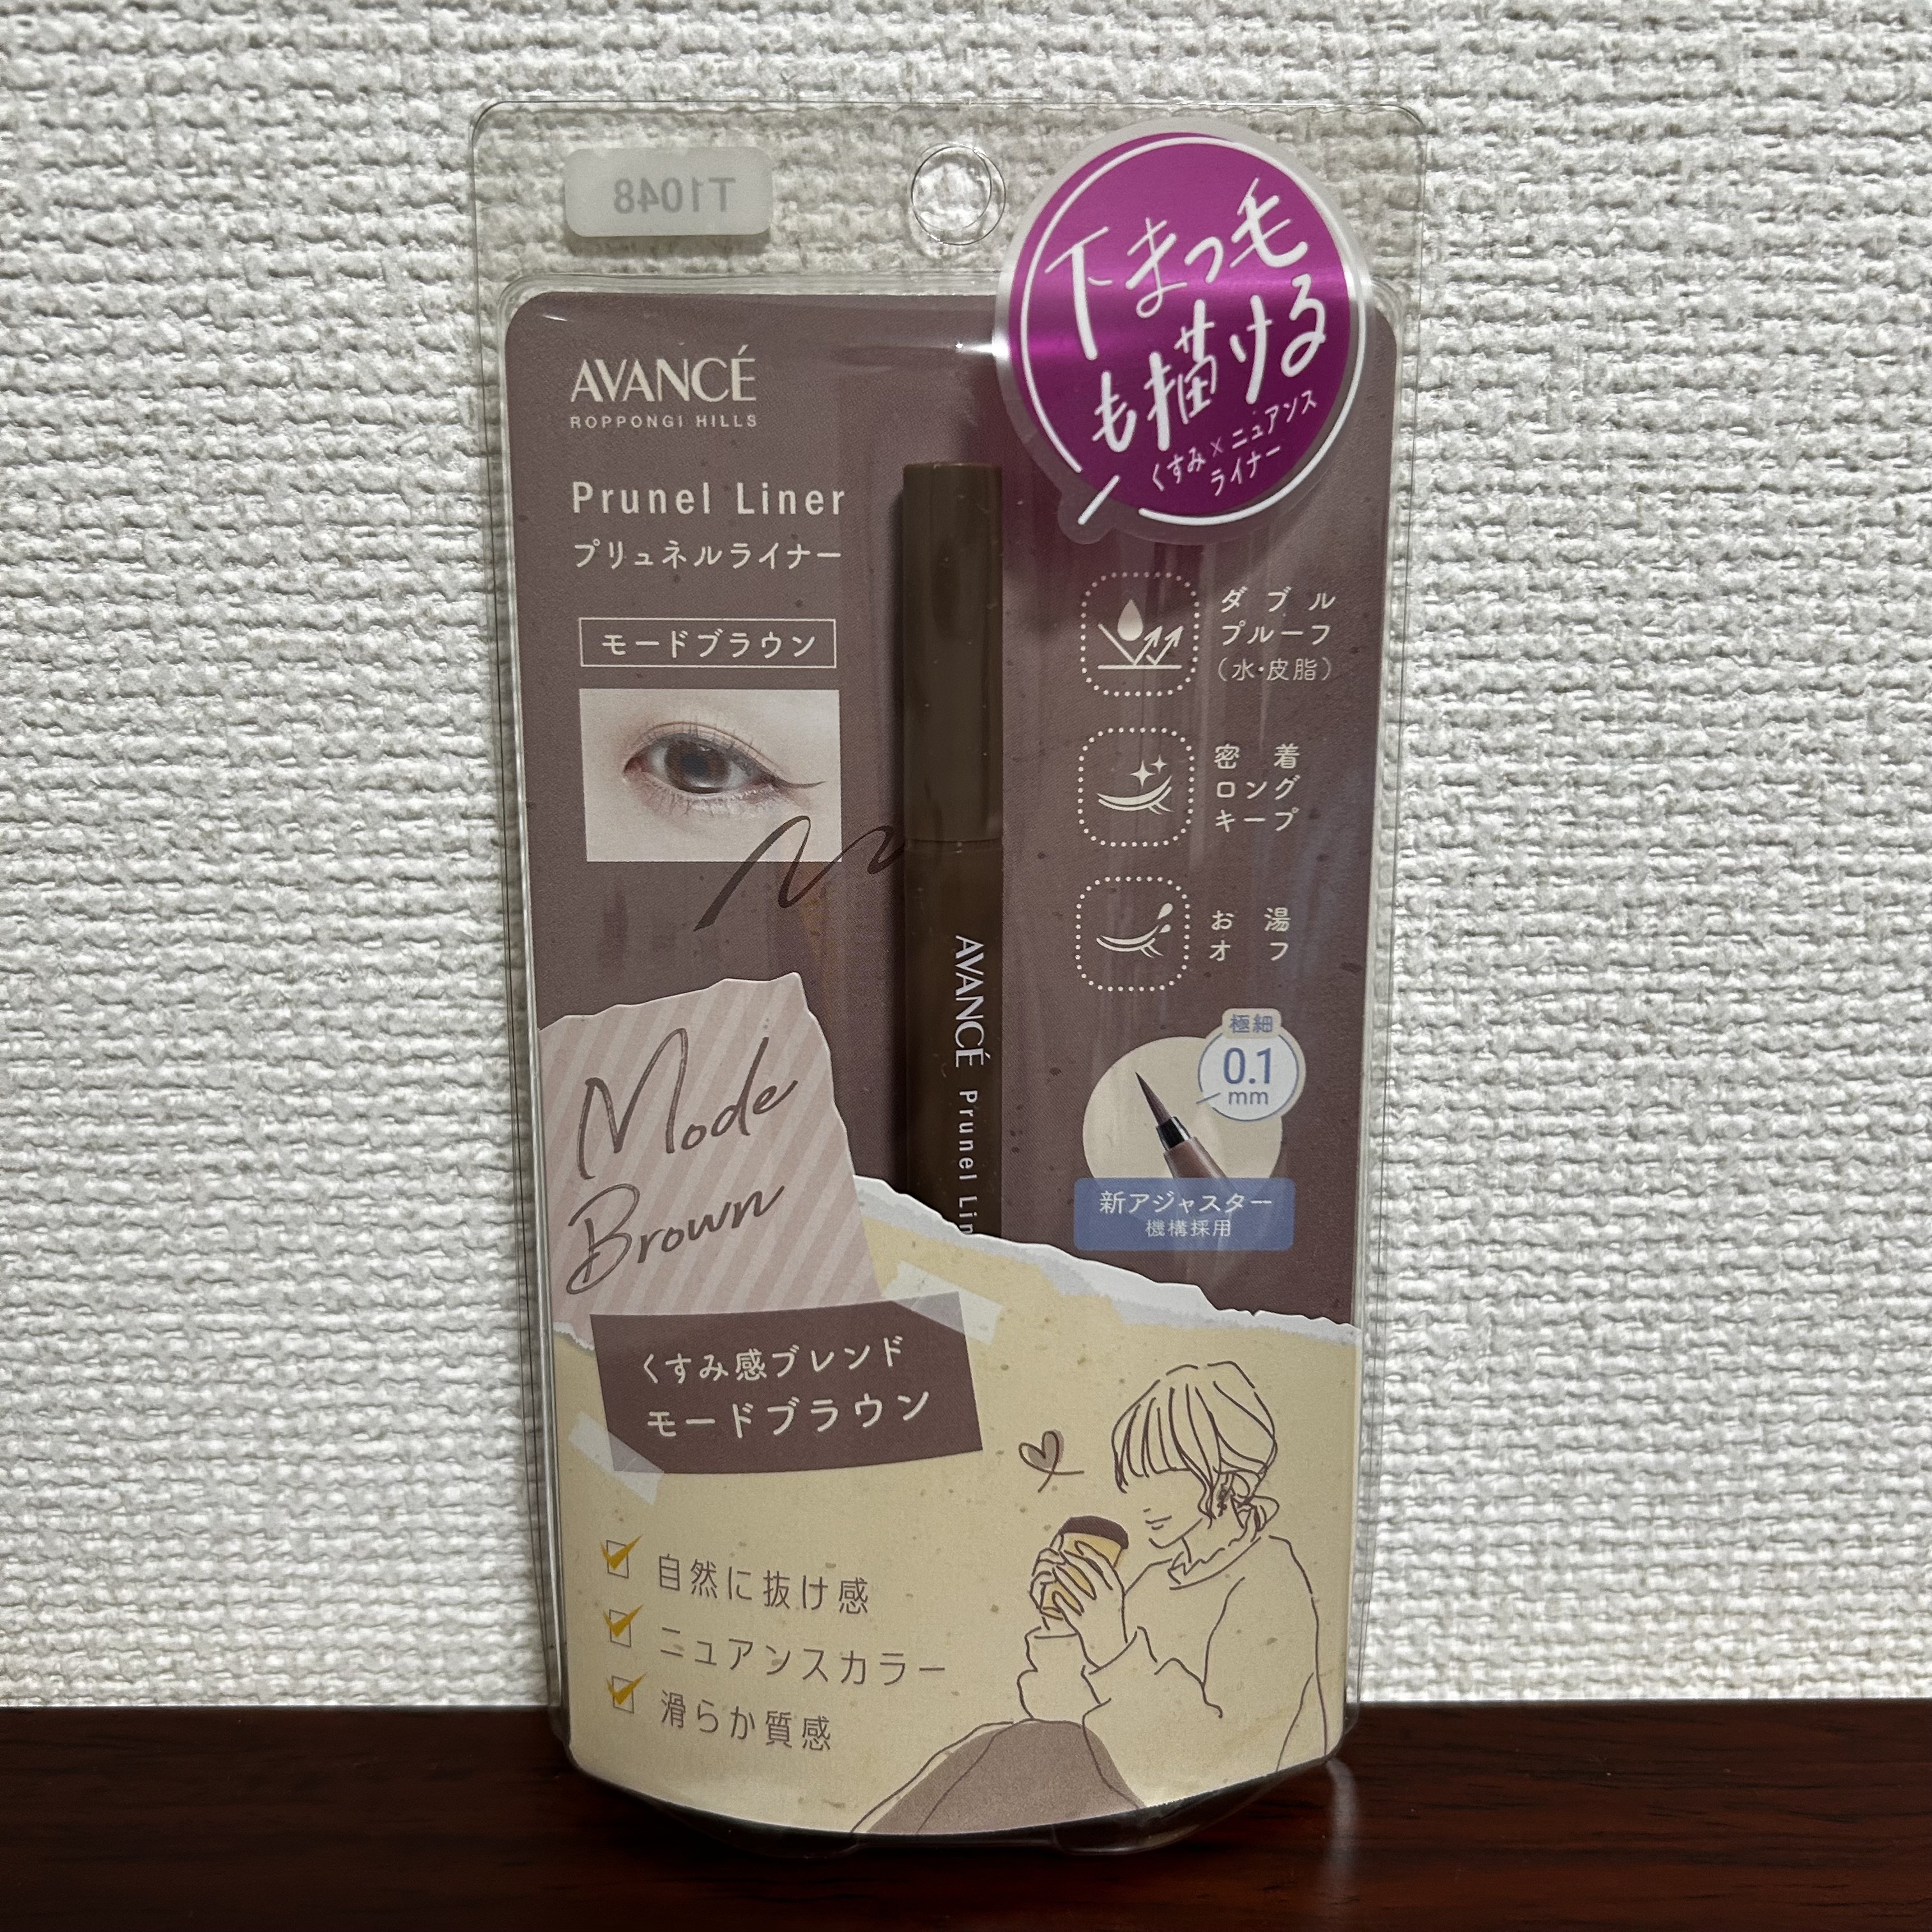 T1048
下まつ毛
も描ける
くすみ×ニュアンス
ライナー
AVANCÉ
ROPPONGI HILLS
Prunel Liner
プリュネルライナー
モードブラウン
ダブル
プルーフ
(水・皮脂)
密着
ロング
キープ
お湯
オフ
AVANCÉ Prunel Lin
極細
0.1
mm
新アジャスター
機構採用
Mode
Brown
くすみ感ブレンド
モードブラウン
自然に抜け感
ニュアンスカラー
滑らか質感